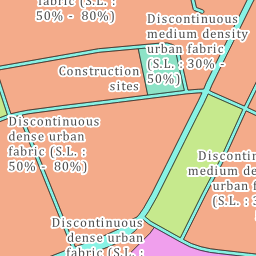 fabric (S.L. :
50% - 80%)
Discontinuous
medium density
urban fabric
(S.L. : 30% -
50%)
Construction
sites
Discontinuous
dense urban
fabric (S.L. :
50% - 80%)
Discontin
medium de
urban f
(S.L. : 3
Discontinuous
dense urban
fabric (S.L. :